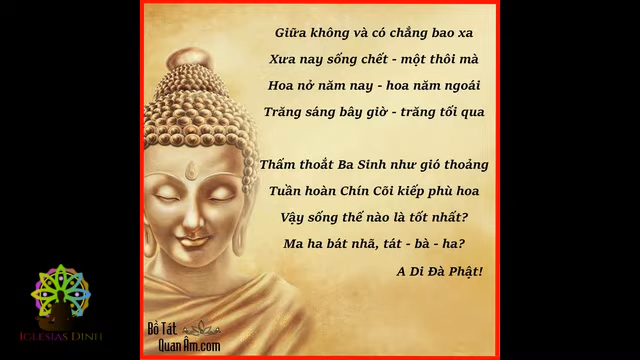 Giữa không và có chẳng bao xa
Xưa nay sống chết - một thôi mà
Hoa nở năm nay - hoa năm ngoái
Trăng sáng bây giờ - trăng tối qua
Thấm thoắt Ba Sinh như gió thoảng
Tuần hoàn Chín Cõi kiếp phù hoa
Vậy sống thế nào là tốt nhất?
Ma ha bát nhã, tát - bà - ha?
A Di Đà Phật!
Bồ Tát
Quan Âm.com
IGLESIAS DINH